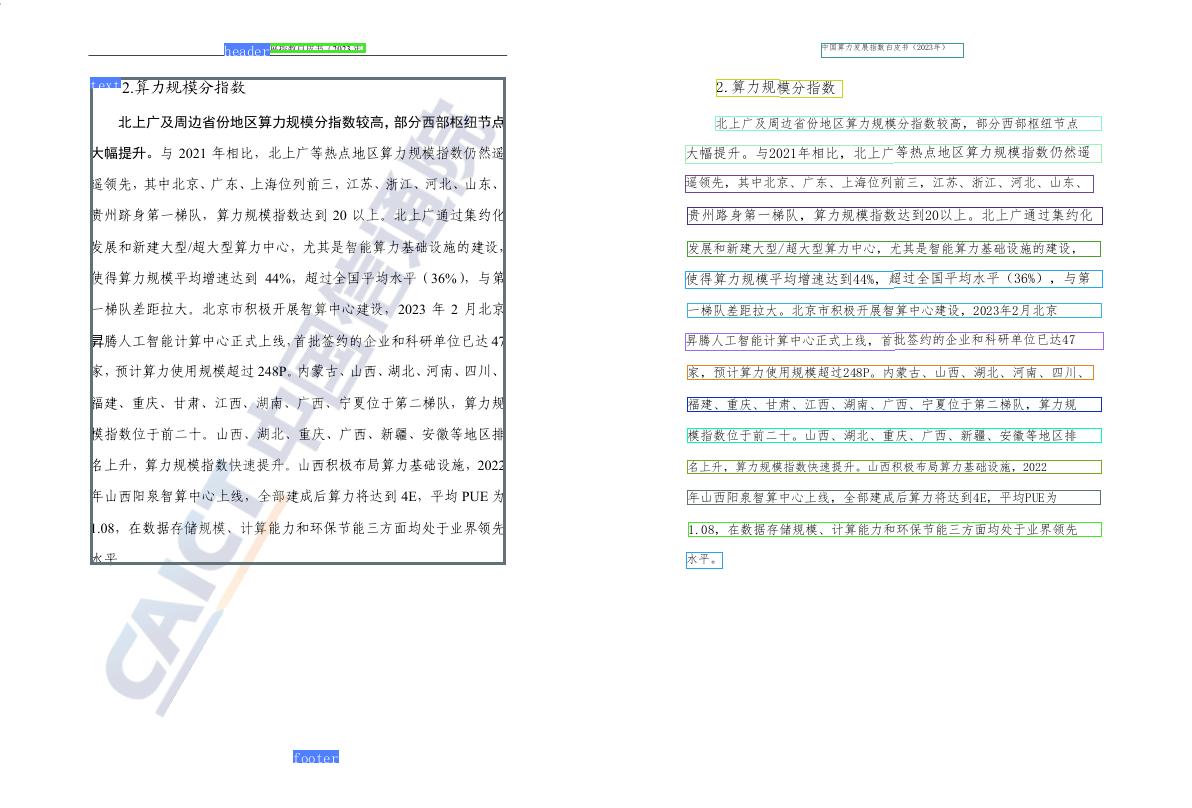 header
text
2.算力规模分指数
北上广及周边省份地区算力规模分指数较高，部分西部枢纽节点
大幅提升。与 2021 年相比，北上广等热点地区算力规模指数仍然遥
遥领先，其中北京、广东、上海位列前三，江苏、浙江、河北、山东、
贵州跻身第一梯队，算力规模指数达到 20 以上。北上广通过集约化
发展和新建大型/超大型算力中心，尤其是智能算力基础设施的建设，
使得算力规模平均增速达到 44%，超过全国平均水平（36%），与第
一梯队差距拉大。北京市积极开展智算中心建设，2023 年 2 月北京
昇腾人工智能计算中心正式上线，首批签约的企业和科研单位已达 47
家，预计算力使用规模超过 248P。内蒙古、山西、湖北、河南、四川、
福建、重庆、甘肃、江西、湖南、广西、宁夏位于第二梯队，算力规
模指数位于前二十。山西、湖北、重庆、广西、新疆、安徽等地区排
名上升，算力规模指数快速提升。山西积极布局算力基础设施，2022
年山西阳泉智算中心上线，全部建成后算力将达到 4E，平均 PUE 为
1.08，在数据存储规模、计算能力和环保节能三方面均处于业界领先
水平
CAICT 中国信通院
footer
中国算力发展指数白皮书（2023年）
2.算力规模分指数
北上广及周边省份地区算力规模分指数较高，部分西部枢纽节点
大幅提升。与2021年相比，北上广等热点地区算力规模指数仍然遥
遥领先，其中北京、广东、上海位列前三，江苏、浙江、河北、山东、
贵州路身第一梯队，算力规模指数达到20以上。北上广通过集约化
发展和新建大型/超大型算力中心，尤其是智能算力基础设施的建设，
使得算力规模平均增速达到44%，超过全国平均水平（36%），与第
一梯队差距拉大。北京市积极开展智算中心建设，2023年2月北京
昇腾人工智能计算中心正式上线，首批签约的企业和科研单位已达47
家，预计算力使用规模超过248P。内蒙古、山西、湖北、河南、四川、
福建、重庆、甘肃、江西、湖南、广西、宁夏位于第二梯队，算力规
模指数位于前二十。山西、湖北、重庆、广西、新疆、安徽等地区排
名上升，算力规模指数快速提升。山西积极布局算力基础设施，2022
年山西阳泉智算中心上线，全部建成后算力将达到4E，平均PUE为
1.08，在数据存储规模、计算能力和环保节能三方面均处于业界领先
水平。